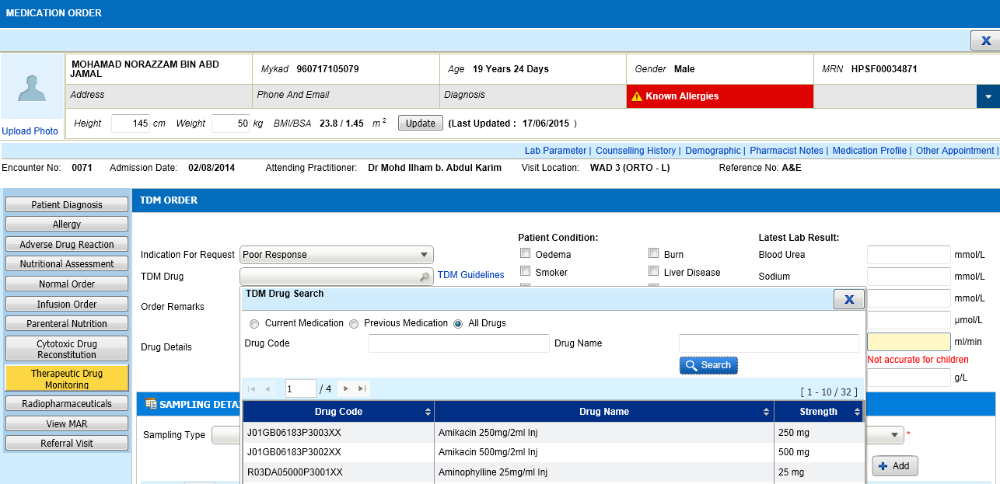 MEDICATION ORDER
X
MOHAMAD NORAZZAM BIN ABD
JAMAL
Mykad 960717105079
Age 19 Years 24 Days
Gender Male
MRN HPSF00034871
Address
Phone And Email
Diagnosis
Known Allergies
Upload Photo
Height 145 cm Weight 50 kg BMI/BSA 23.8 / 1.45 m 2 Update (Last Updated : 17/06/2015 )
Lab Parameter | Counselling History | Demographic | Pharmacist Notes | Medication Profile | Other Appointment |
Encounter No: 0071 Admission Date: 02/08/2014 Attending Practitioner: Dr Mohd Ilham b. Abdul Karim Visit Location: WAD 3 (ORTO - L) Reference No: A&E
Patient Diagnosis
Allergy
Adverse Drug Reaction
Nutritional Assessment
Normal Order
Infusion Order
Parenteral Nutrition
Cytotoxic Drug
Reconstitution
Therapeutic Drug
Monitoring
Radiopharmaceuticals
View MAR
Referral Visit
TDM ORDER
Patient Condition:
Latest Lab Result:
Indication For Request Poor Response
Oedema
Burn
Blood Urea
mmol/L
TDM Drug
TDM Guidelines
Smoker
Liver Disease
Sodium
mmol/L
Order Remarks
mmol/L
µmol/L
Drug Details
ml/min
Not accurate for children
g/L
TDM Drug Search
X
Current Medication Previous Medication All Drugs
Drug Code
Drug Name
Search
1 / 4
[ 1 - 10 / 32 ]
Drug Code Drug Name Strength
J01GB06183P3003XX Amikacin 250mg/2ml Inj 250 mg
J01GB06183P3002XX Amikacin 500mg/2ml Inj 500 mg
R03DA05000P3001XX Aminophylline 25mg/ml Inj 25 mg
SAMPLING DETA
Sampling Type
*
Add